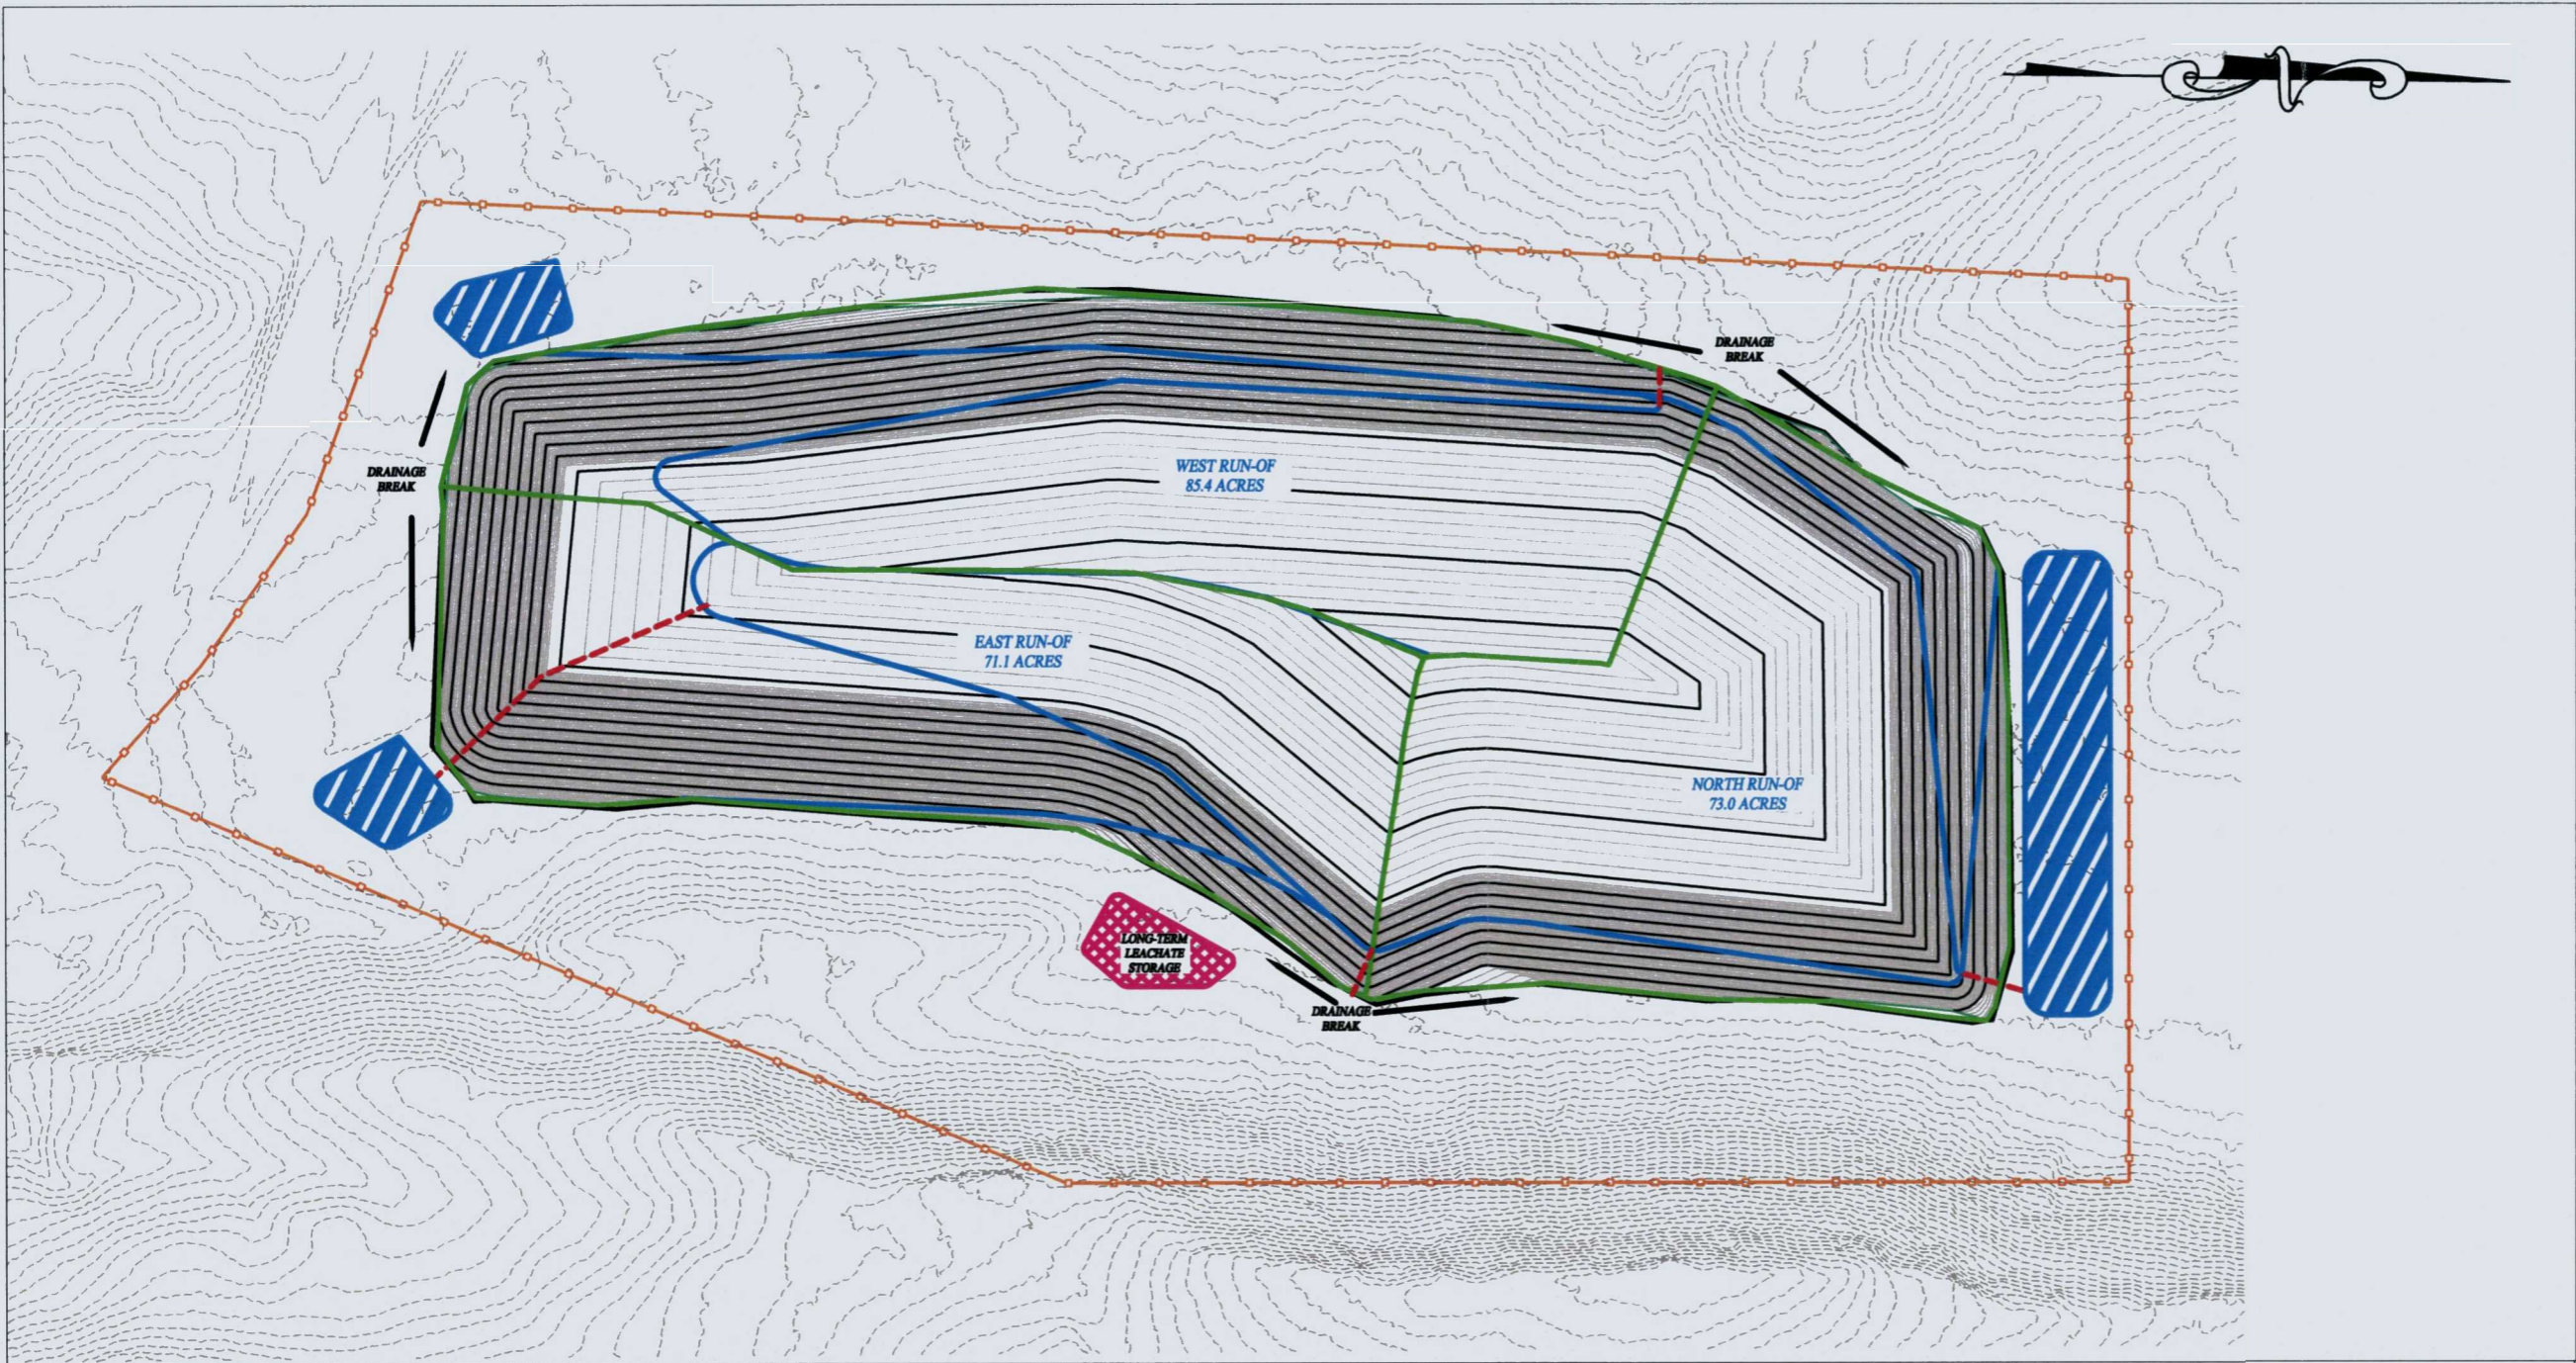 DRAINAGE
BREAK
DRAINAGE
BREAK
WEST RUN-OF
85.4 ACRES
EAST RUN-OF
71.1 ACRES
NORTH RUN-OF
73.0 ACRES
LONG-TERM
LEACHATE
STORAGE
DRAINAGE
BREAK